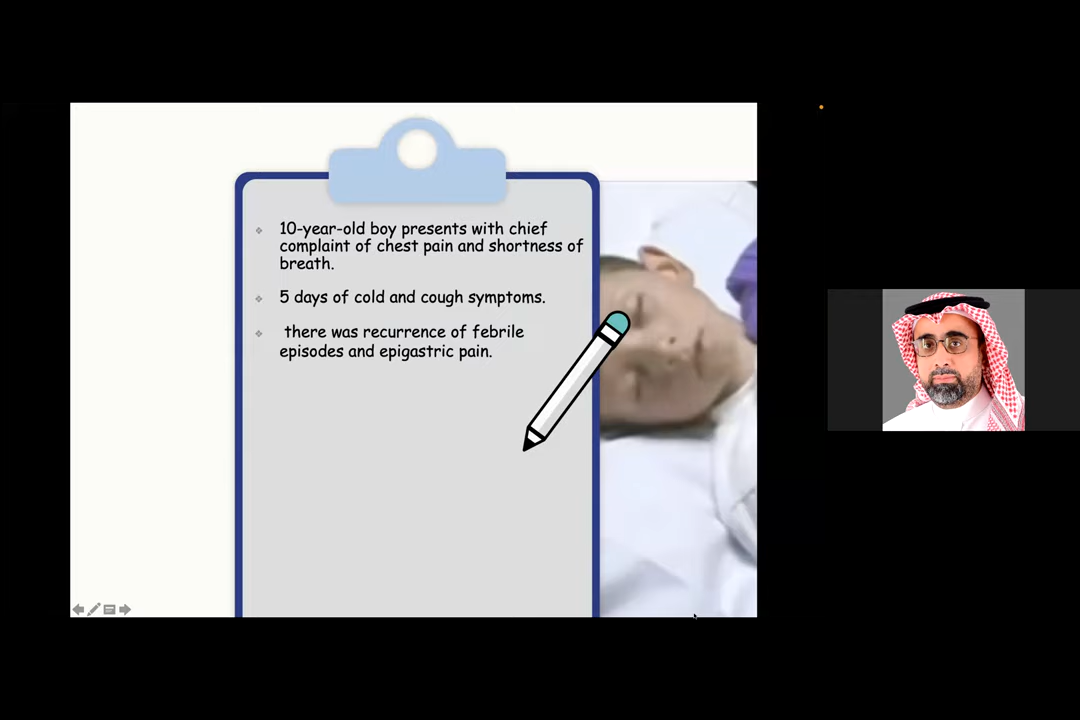 10-year-old boy presents with chief
complaint of chest pain and shortness of
breath.
5 days of cold and cough symptoms.
there was recurrence of febrile
episodes and epigastric pain.